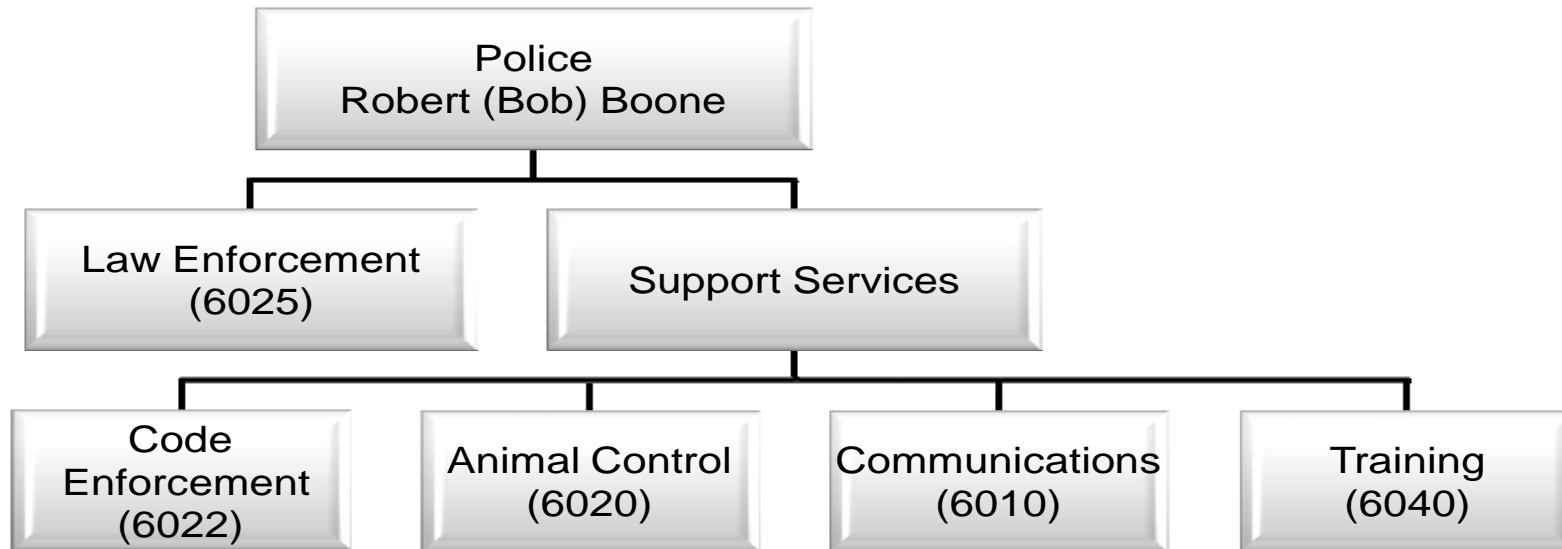 Police
Robert (Bob) Boone
Law Enforcement
(6025)
Support Services
Code
Enforcement
(6022)
Animal Control
(6020)
Communications
(6010)
Training
(6040)